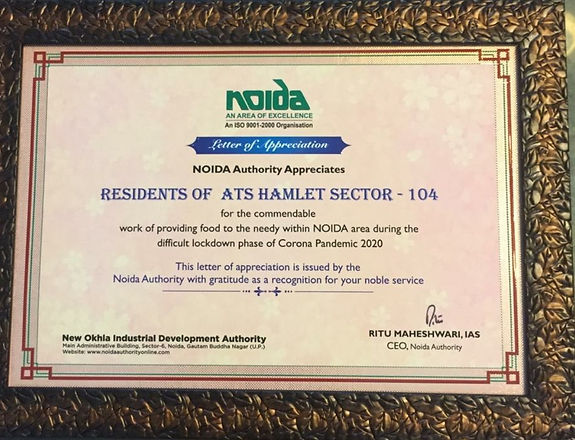 noida
AN AREA OF EXCELLENCE
An ISO 9001-2000 Organisation
Letter of Appreciation
NOIDA Authority Appreciates
RESIDENTS OF ATS HAMLET SECTOR - 104
for the commendable
work of providing food to the needy within NOIDA area during the
difficult lockdown phase of Corona Pandemic 2020
This letter of appreciation is issued by the
Noida Authority with gratitude as a recognition for your noble service
New Okhla Industrial Development Authority
Main Administrative Building, Sector-6, Noida, Gautam Buddha Nagar (U.P.)
Website: www.noidaauthorityonline.com
RITU MAHESHWARI, IAS
CEO, Noida Authority